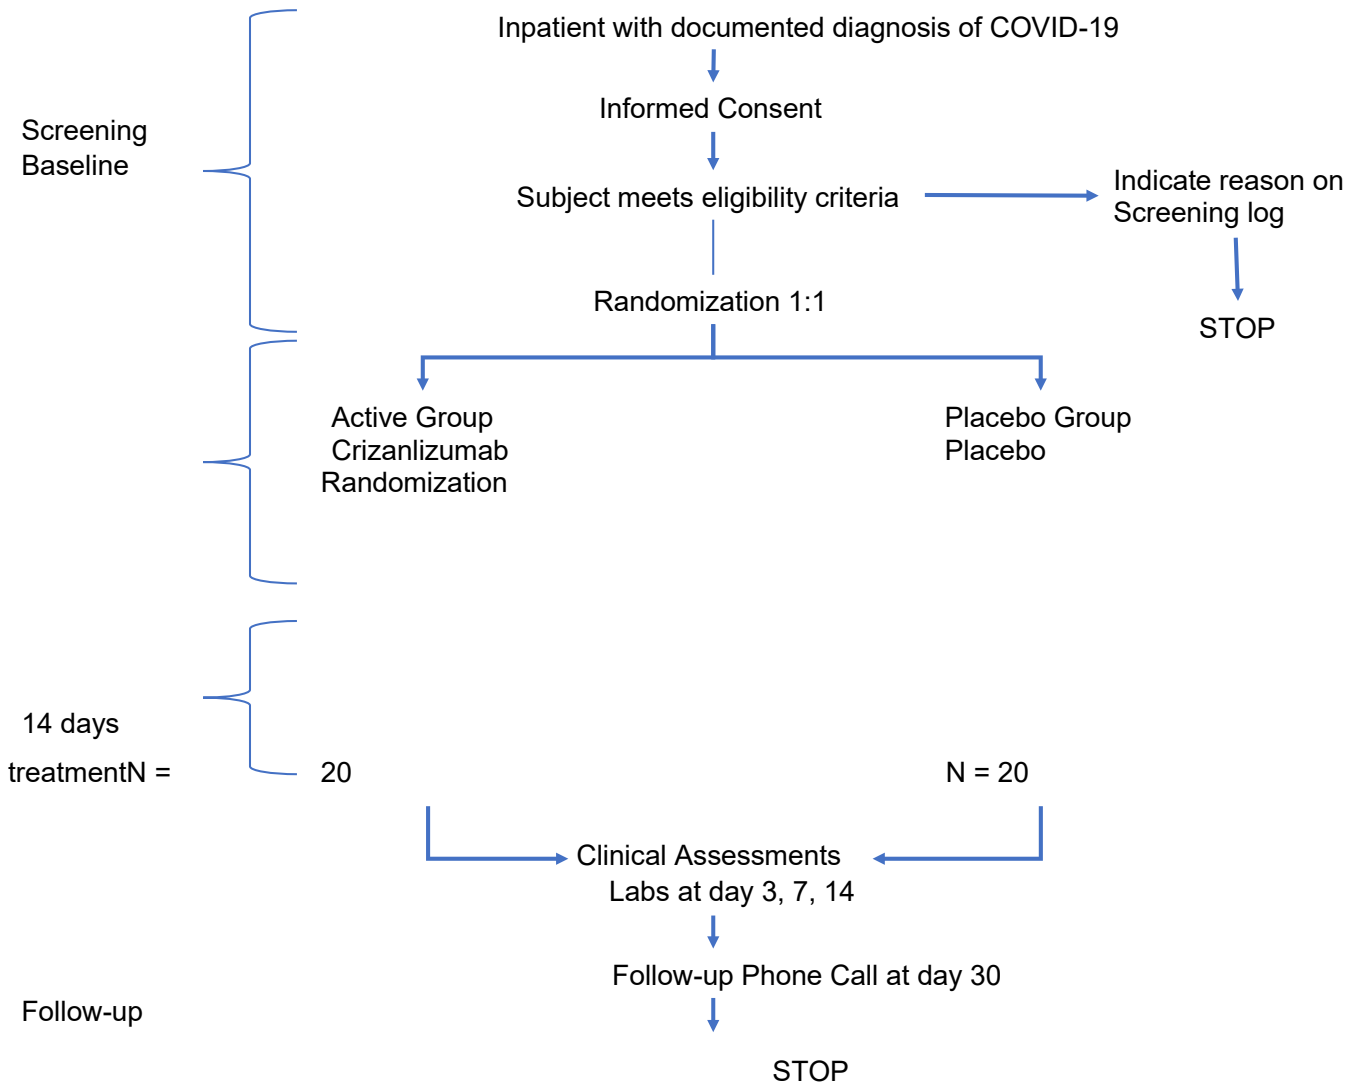 Inpatient with documented diagnosis of COVID-19
Informed Consent
Screening
Baseline
Subject meets eligibility criteria
Indicate reason on
Screening log
Randomization 1:1
STOP
Active Group
Crizanlizumab
Randomization
Placebo Group
Placebo
14 days
treatmentN =
20
N = 20
Clinical Assessments
Labs at day 3, 7, 14
Follow-up Phone Call at day 30
Follow-up
STOP